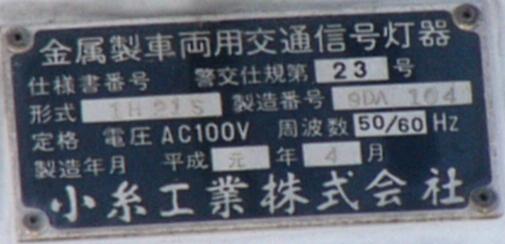 金属製車両用交通信号灯器
仕様書番号 警交仕規第 23 号
形式 1H21S 製造番号 9DA 104
定格 電圧 AC100V 周波数 50/60 Hz
製造年月 平成 元 年 4 月
小糸工業株式会社